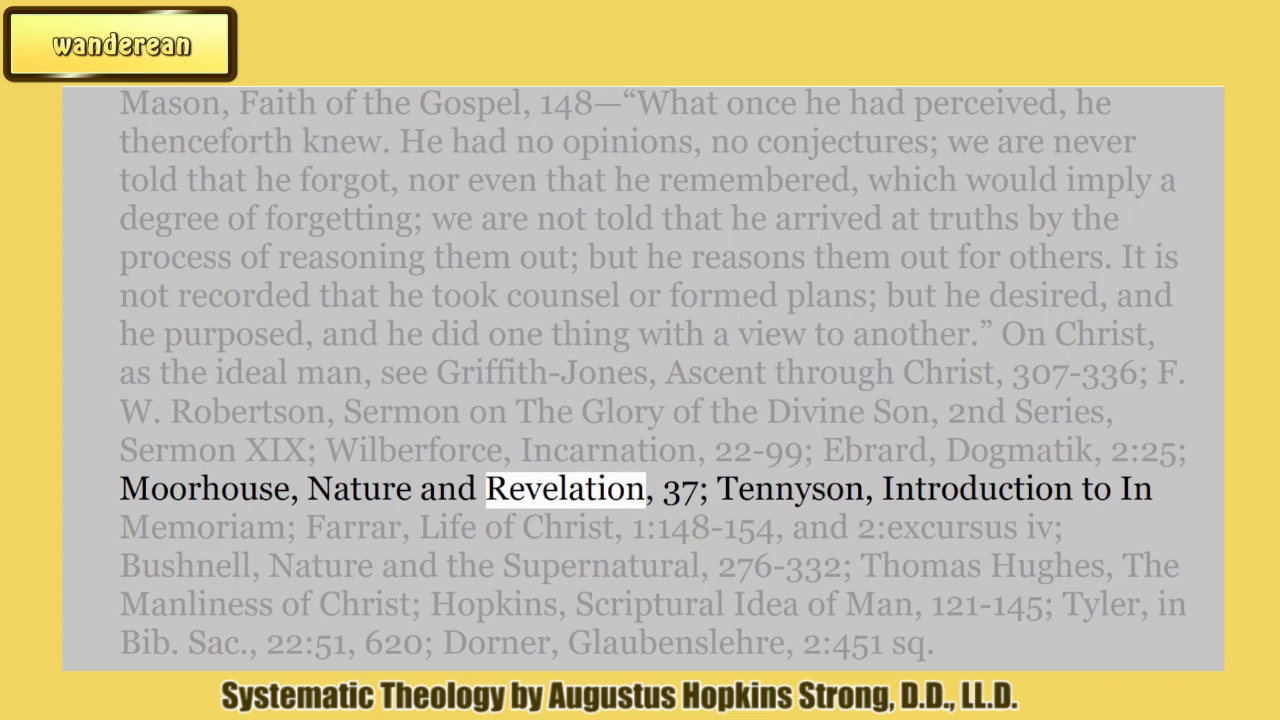 wanderean
Mason, Faith of the Gospel, 148—“What once he had perceived, he
thenceforth knew. He had no opinions, no conjectures; we are never
told that he forgot, nor even that he remembered, which would imply a
degree of forgetting; we are not told that he arrived at truths by the
process of reasoning them out; but he reasons them out for others. It is
not recorded that he took counsel or formed plans; but he desired, and
he purposed, and he did one thing with a view to another.” On Christ,
as the ideal man, see Griffith-Jones, Ascent through Christ, 307-336; F.
W. Robertson, Sermon on The Glory of the Divine Son, 2nd Series,
Sermon XIX; Wilberforce, Incarnation, 22-99; Ebrard, Dogmatik, 2:25;
Moorhouse, Nature and Revelation, 37; Tennyson, Introduction to In
Memoriam; Farrar, Life of Christ, 1:148-154, and 2:excursus iv;
Bushnell, Nature and the Supernatural, 276-332; Thomas Hughes, The
Manliness of Christ; Hopkins, Scriptural Idea of Man, 121-145; Tyler, in
Bib. Sac., 22:51, 620; Dorner, Glaubenslehre, 2:451 sq.
Systematic Theology by Augustus Hopkins Strong, D.D., LL.D.